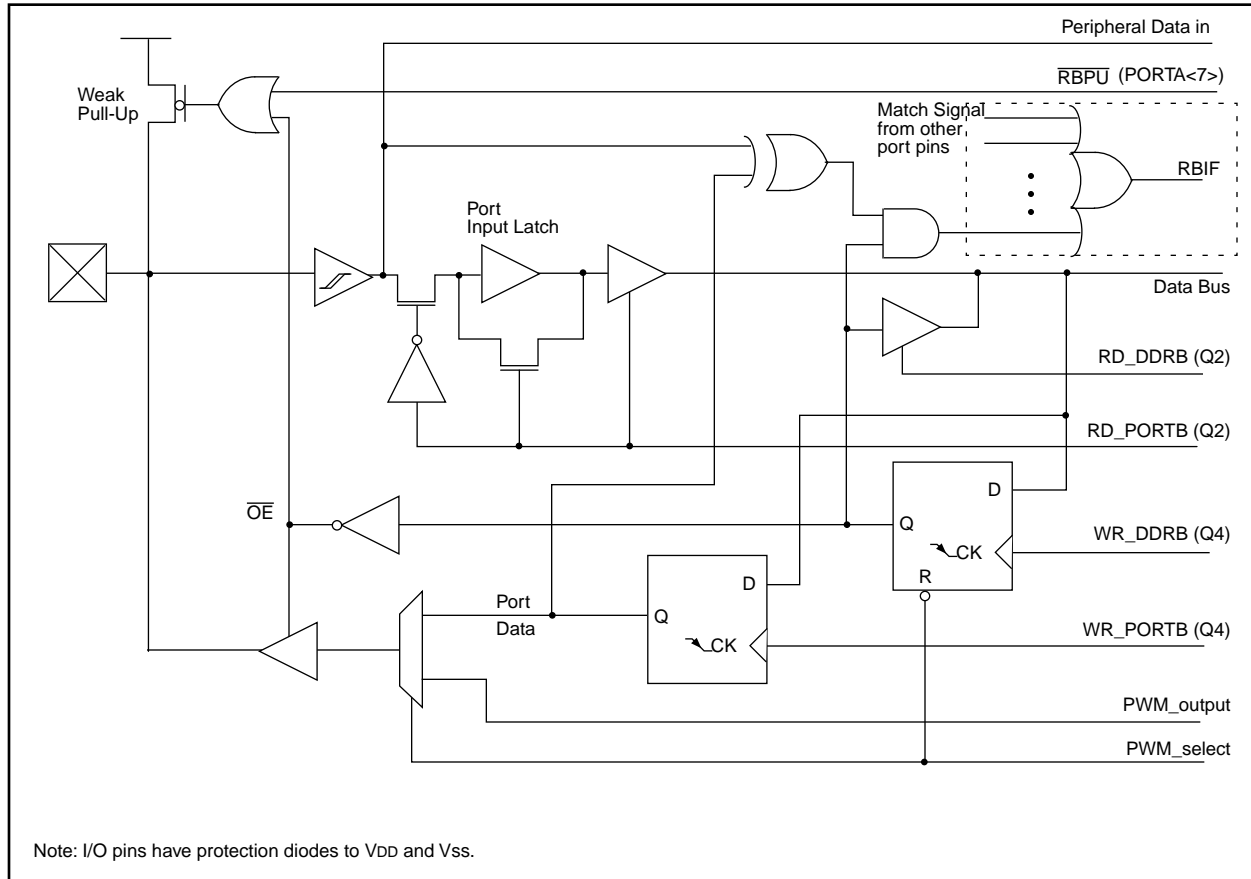 Peripheral Data in
RBPU (PORTA<7>)
Weak
Pull-Up
Match Signal
from other
port pins
RBIF
Port
Input Latch
Data Bus
RD_DDRB (Q2)
RD_PORTB (Q2)
D
OE
Q
WR_DDRB (Q4)
CK
R
D
Port
Q
Data
WR_PORTB (Q4)
CK
PWM_output
PWM_select
Note: I/O pins have protection diodes to VDD and Vss.